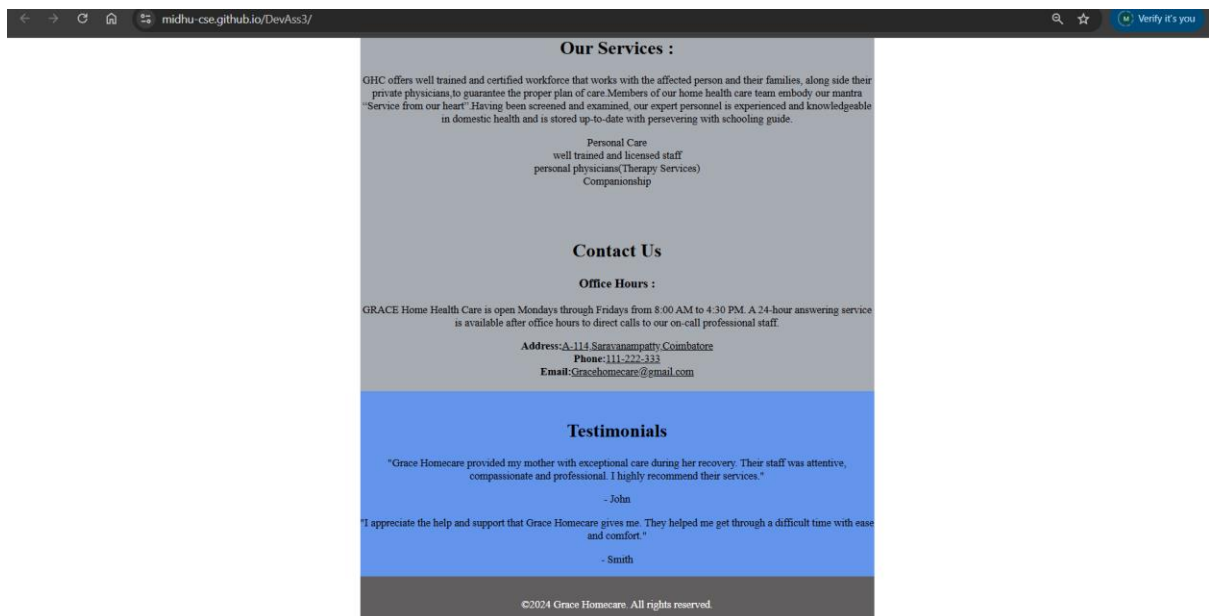 midhu-cse.github.io/DevAss3/
M
Verify it's you
Our Services :
GHC offers well trained and certified workforce that works with the affected person and their families, along side their
private physicians,to guarantee the proper plan of care.Members of our home health care team embody our mantra
"Service from our heart".Having been screened and examined, our expert personnel is experienced and knowledgeable
in domestic health and is stored up-to-date with persevering with schooling guide.
Personal Care
well trained and licensed staff
personal physicians(Therapy Services)
Companionship
Contact Us
Office Hours :
GRACE Home Health Care is open Mondays through Fridays from 8:00 AM to 4:30 PM. A 24-hour answering service
is available after office hours to direct calls to our on-call professional staff.
Address:A-114,Saravanampatty,Coimbatore
Phone:111-222-333
Email:Gracehomecare@gmail.com
Testimonials
"Grace Homecare provided my mother with exceptional care during her recovery. Their staff was attentive,
compassionate and professional. I highly recommend their services."
- John
"I appreciate the help and support that Grace Homecare gives me. They helped me get through a difficult time with ease
and comfort."
- Smith
©2024 Grace Homecare. All rights reserved.